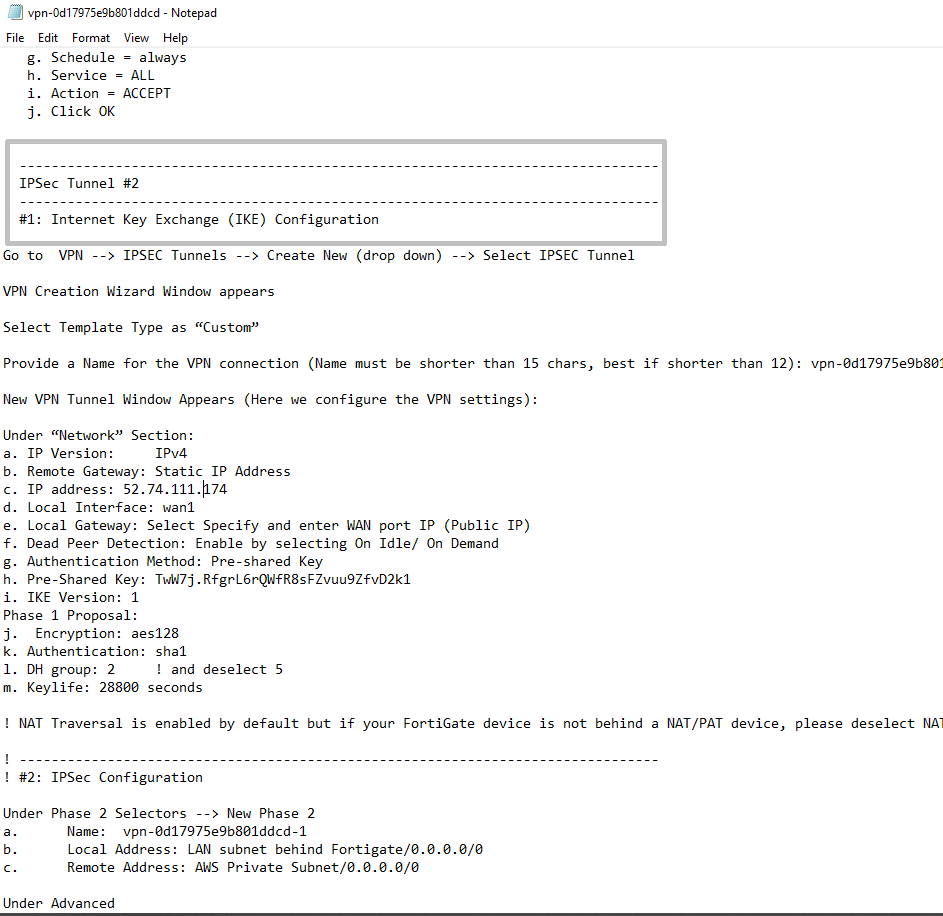 vpn-0d17975e9b801ddcd - Notepad
File Edit Format View Help
g. Schedule = always
h. Service = ALL
i. Action = ACCEPT
j. Click OK
--------------------------------------------------------------------------------
IPSec Tunnel #2
--------------------------------------------------------------------------------
#1: Internet Key Exchange (IKE) Configuration
Go to  VPN --> IPSEC Tunnels --> Create New (drop down) --> Select IPSEC Tunnel
VPN Creation Wizard Window appears
Select Template Type as “Custom”
Provide a Name for the VPN connection (Name must be shorter than 15 chars, best if shorter than 12): vpn-0d17975e9b801
New VPN Tunnel Window Appears (Here we configure the VPN settings):
Under “Network” Section:
a. IP Version:     IPv4
b. Remote Gateway: Static IP Address
c. IP address: 52.74.111.174
d. Local Interface: wan1
e. Local Gateway: Select Specify and enter WAN port IP (Public IP)
f. Dead Peer Detection: Enable by selecting On Idle/ On Demand
g. Authentication Method: Pre-shared Key
h. Pre-Shared Key: TwW7j.RfgrL6rQWfR8sFZvuu9ZfvD2k1
i. IKE Version: 1
Phase 1 Proposal:
j.  Encryption: aes128
k. Authentication: sha1
l. DH group: 2     ! and deselect 5
m. Keylife: 28800 seconds
! NAT Traversal is enabled by default but if your FortiGate device is not behind a NAT/PAT device, please deselect NAT
! --------------------------------------------------------------------------------
! #2: IPSec Configuration
Under Phase 2 Selectors --> New Phase 2
a.      Name:  vpn-0d17975e9b801ddcd-1
b.      Local Address: LAN subnet behind Fortigate/0.0.0.0/0
c.      Remote Address: AWS Private Subnet/0.0.0.0/0
Under Advanced